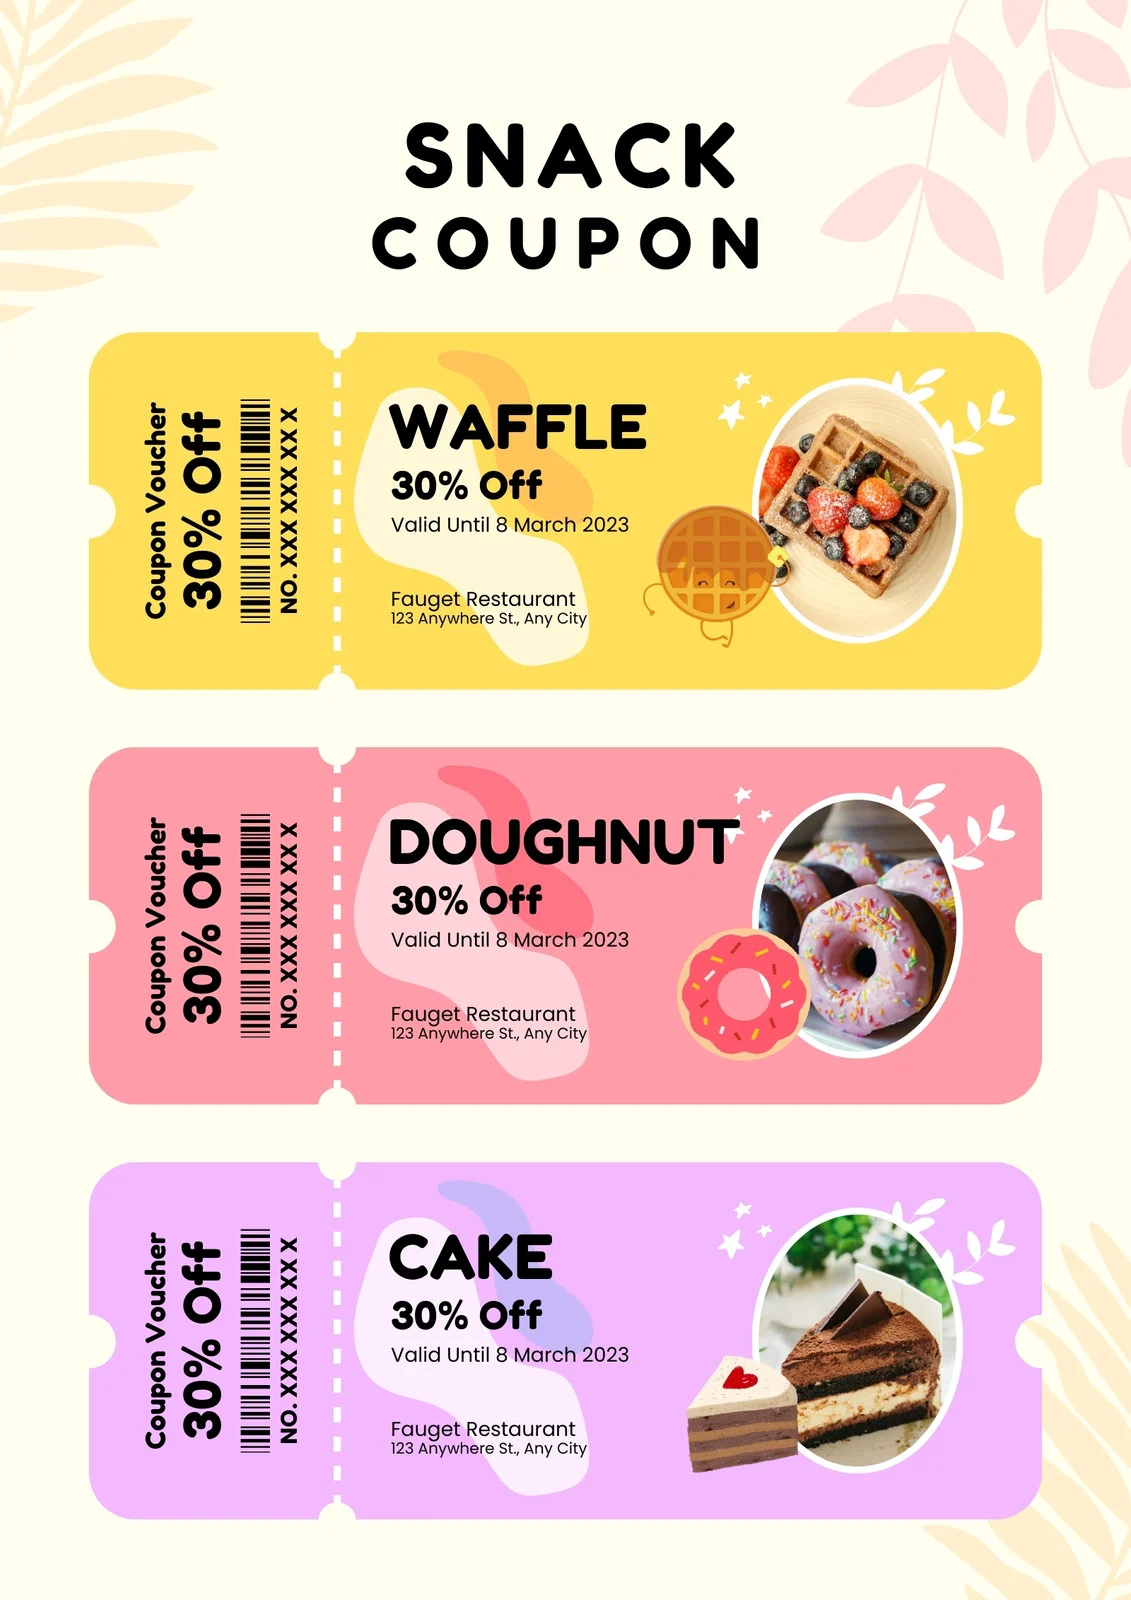 SNACK
COUPON
Coupon Voucher
30% Off
NO. XXX XXX XX X
WAFFLE
30% Off
Valid Until 8 March 2023
Fauget Restaurant
123 Anywhere St., Any City
Coupon Voucher
30% Off
NO. XXX XXX XX X
DOUGHNUT
30% Off
Valid Until 8 March 2023
Fauget Restaurant
123 Anywhere St., Any City
Coupon Voucher
30% Off
NO. XXX XXX XX X
CAKE
30% Off
Valid Until 8 March 2023
Fauget Restaurant
123 Anywhere St., Any City